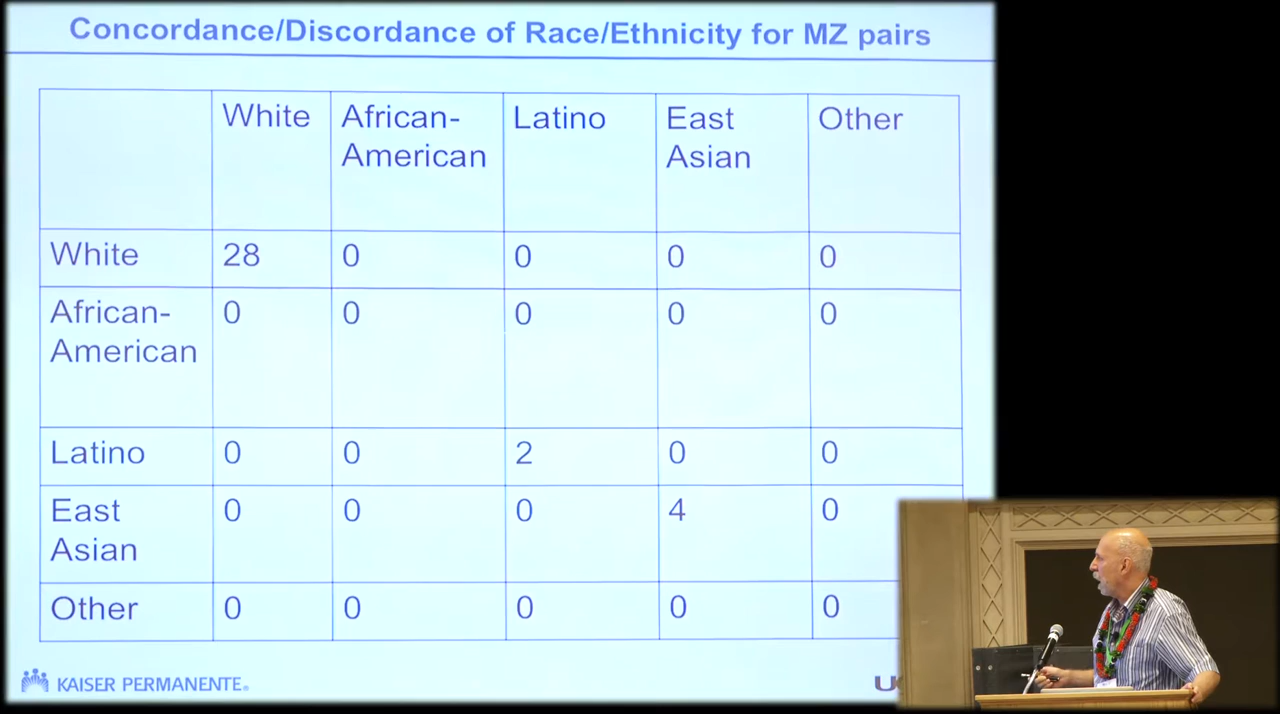 Concordance/Discordance of Race/Ethnicity for MZ pairs
White African-American Latino East Asian Other
White 28 0 0 0 0
African-American 0 0 0 0 0
Latino 0 0 2 0 0
East Asian 0 0 0 4 0
Other 0 0 0 0 0
KAISER PERMANENTE®